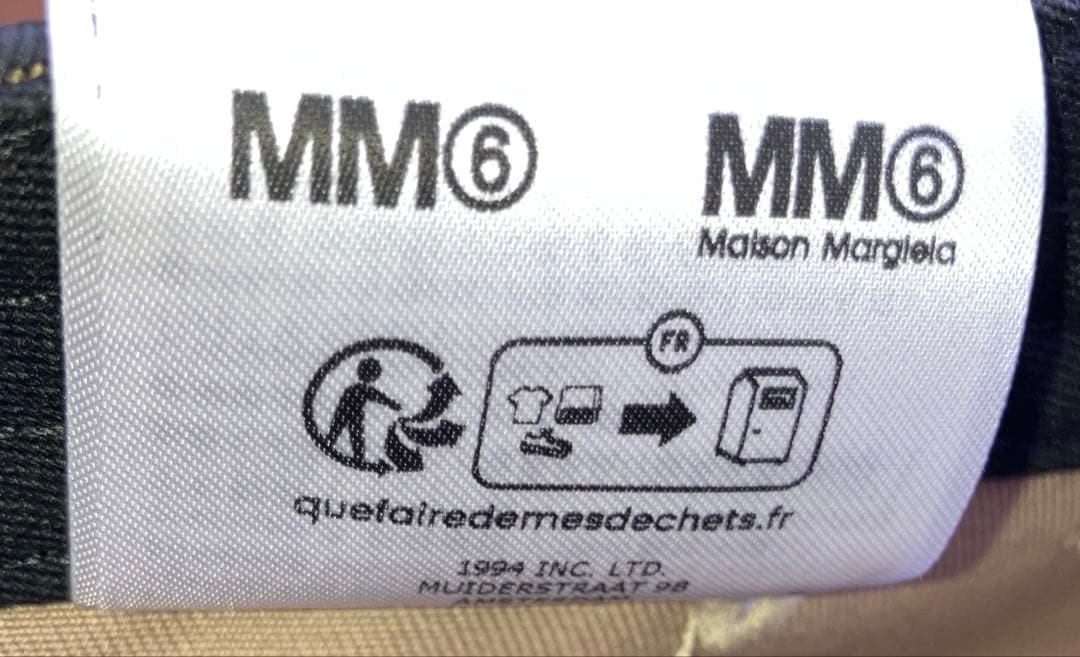 MM⑥
MM⑥
Maison Margiela
FR
quefairedemesdechets.fr
1994 INC. LTD.
MUIDERSTRAAT 98